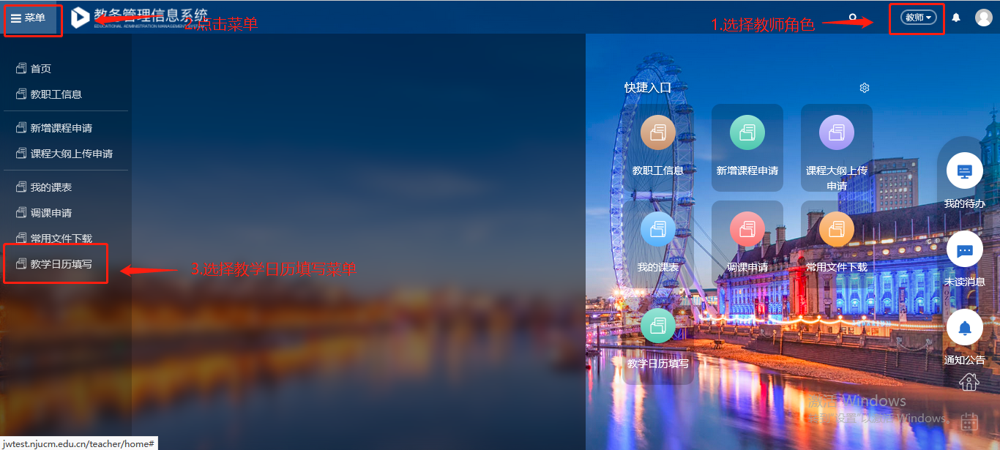 菜单
教务管理信息系统
EDUCATIONAL ADMINISTRATION MANAGEMENT SYSTEM
2.点击菜单
1.选择教师角色
教师
首页
教职工信息
新增课程申请
课程大纲上传申请
我的课表
调课申请
常用文件下载
教学日历填写
3.选择教学日历填写菜单
快捷入口
教职工信息
新增课程申请
课程大纲上传
申请
我的课表
调课申请
常用文件下载
教学日历填写
我的待办
未读消息
通知公告
激活 Windows
转到"设置"以激活 Windows。
jwtest.njucm.edu.cn/teacher/home#